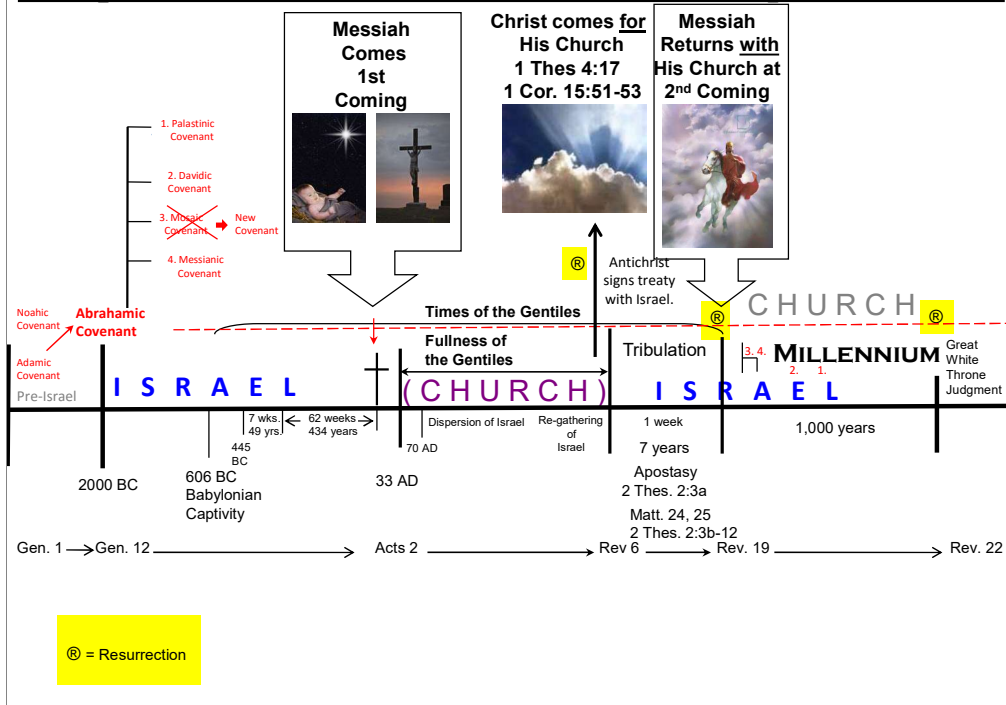 Messiah
Comes
1st
Coming
Christ comes for
His Church
1 Thes 4:17
1 Cor. 15:51-53
Messiah
Returns with
His Church at
2nd Coming
1. Palastinic
Covenant
2. Davidic
Covenant
3. Mosaic
Covenant
New
Covenant
4. Messianic
Covenant
®
Antichrist
signs treaty
with Israel.
Noahic
Covenant
Abrahamic
Covenant
Adamic
Covenant
Pre-Israel
Times of the Gentiles
®
CHURCH
®
Fullness of
the Gentiles
Tribulation
3. 4.
MILLENNIUM
2. 1.
Great
White
Throne
Judgment
ISRAEL
(CHURCH)
ISRAEL
7 wks.
49 yrs.
62 weeks
434 years
Dispersion of Israel
Re-gathering
of
Israel
1 week
1,000 years
445
BC
70 AD
7 years
2000 BC
606 BC
Babylonian
Captivity
33 AD
Apostasy
2 Thes. 2:3a
Matt. 24, 25
2 Thes. 2:3b-12
Gen. 1
Gen. 12
Acts 2
Rev 6
Rev. 19
Rev. 22
® = Resurrection